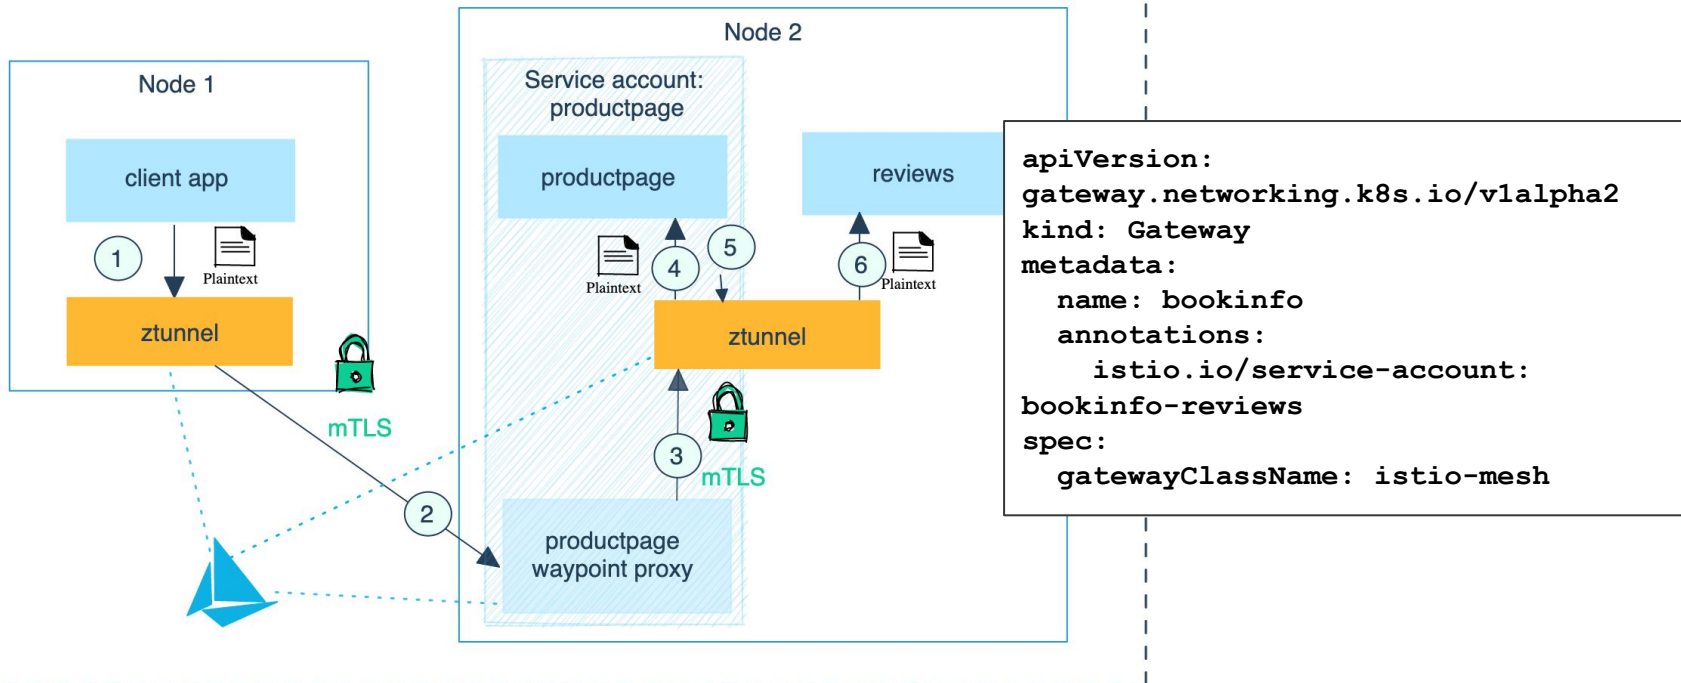 Node 2
Node 1
Service account:
productpage
client app
productpage
reviews
1
Plaintext
4
5
Plaintext
6
Plaintext
ztunnel
ztunnel
mTLS
3
mTLS
2
productpage
waypoint proxy
apiVersion:
gateway.networking.k8s.io/v1alpha2
kind: Gateway
metadata:
  name: bookinfo
  annotations:
    istio.io/service-account:
bookinfo-reviews
spec:
  gatewayClassName: istio-mesh